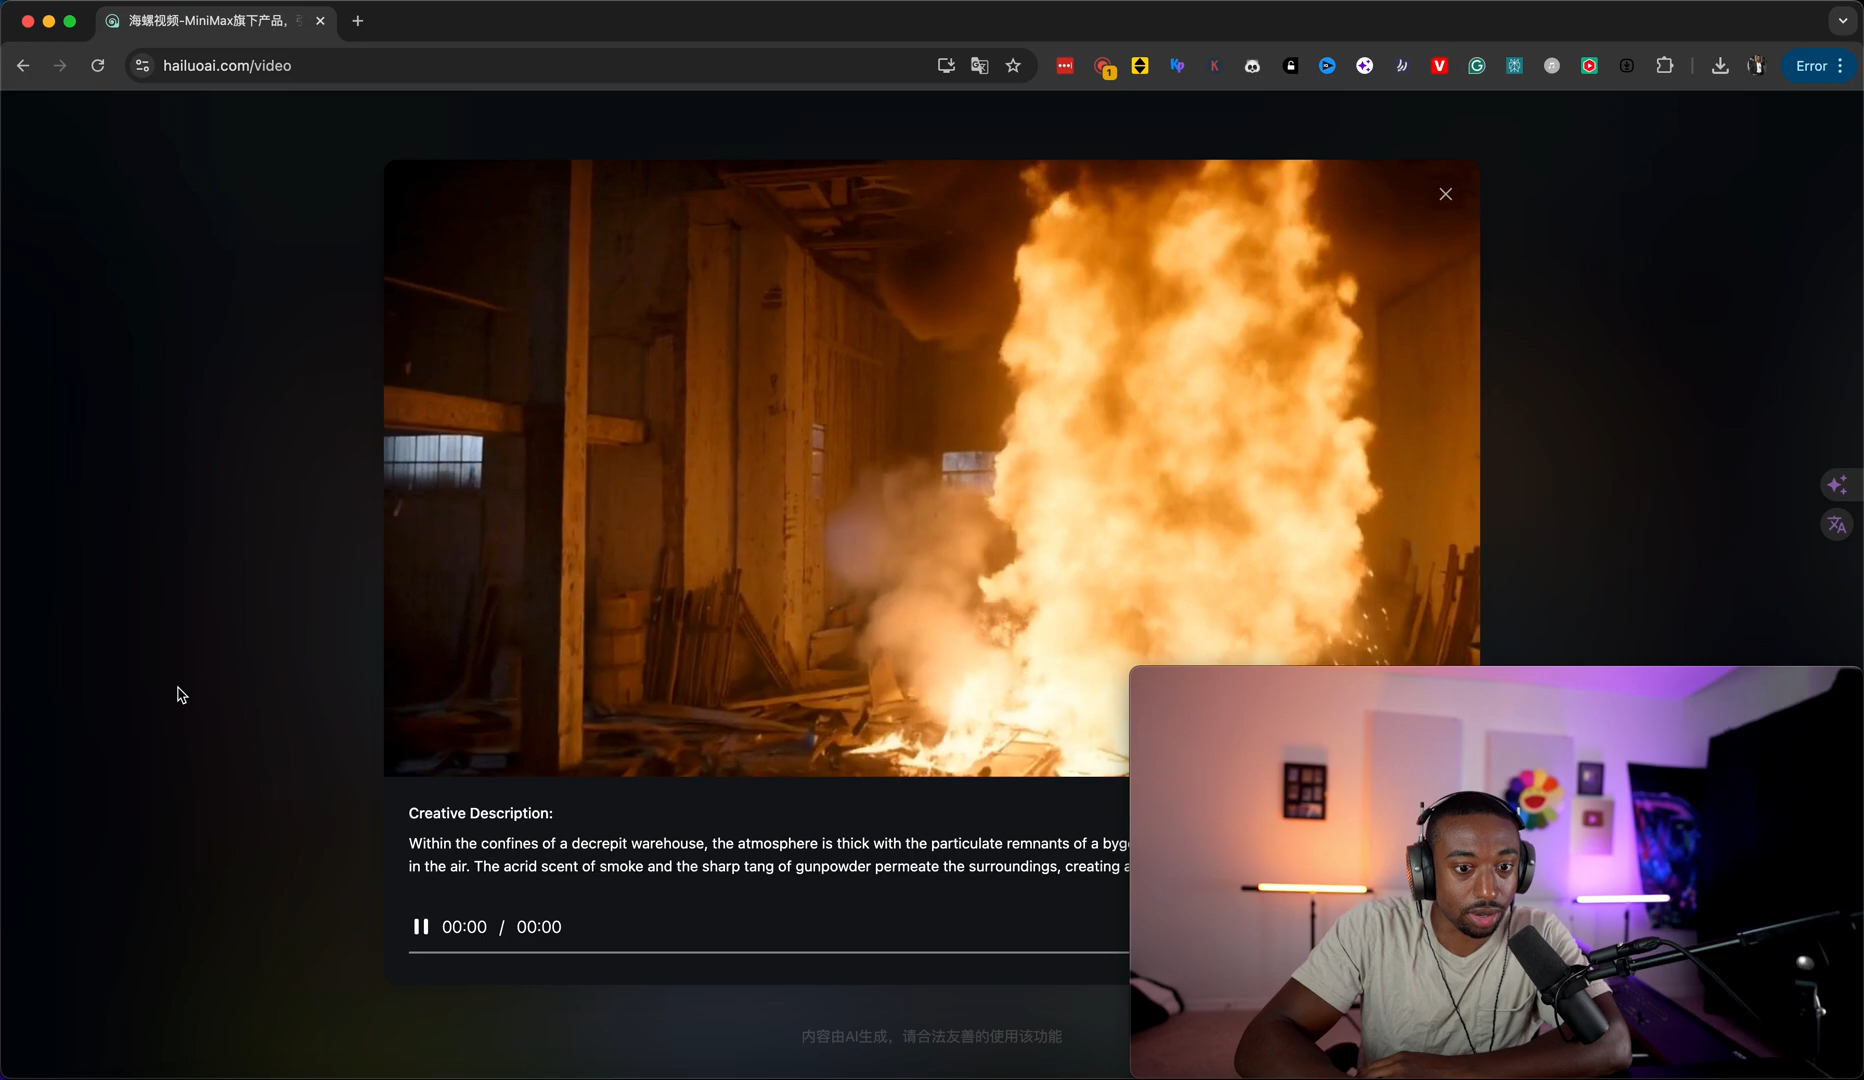 海螺视频-MiniMax旗下产品，
hailuoai.com/video
1
Kp
K
V
Error
Creative Description:
Within the confines of a decrepit warehouse, the atmosphere is thick with the particulate remnants of a
in the air. The acrid scent of smoke and the sharp tang of gunpowder permeate the surroundings, creating
00:00 / 00:00
内容由AI生成，请合法友善的使用该功能